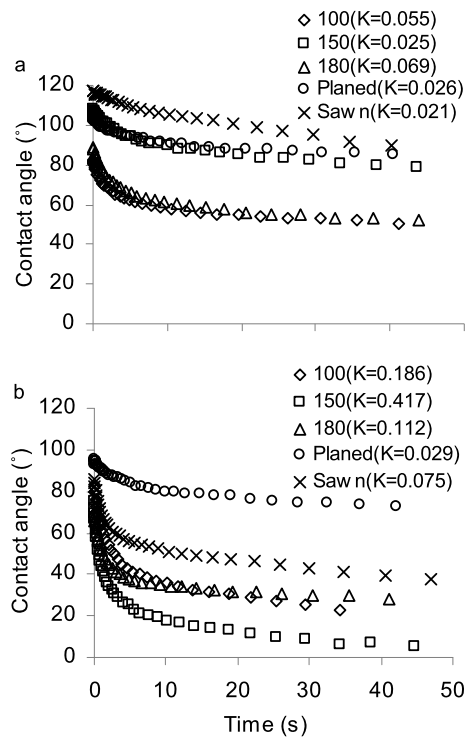 100(K=0.055)
150(K=0.025)
180(K=0.069)
Planed(K=0.026)
Saw n(K=0.021)
a
120
100
80
60
40
20
0
Contact angle (°)
100(K=0.186)
150(K=0.417)
180(K=0.112)
Planed(K=0.029)
Saw n(K=0.075)
b
120
100
80
60
40
20
0
Contact angle (°)
0 10 20 30 40 50
Time (s)